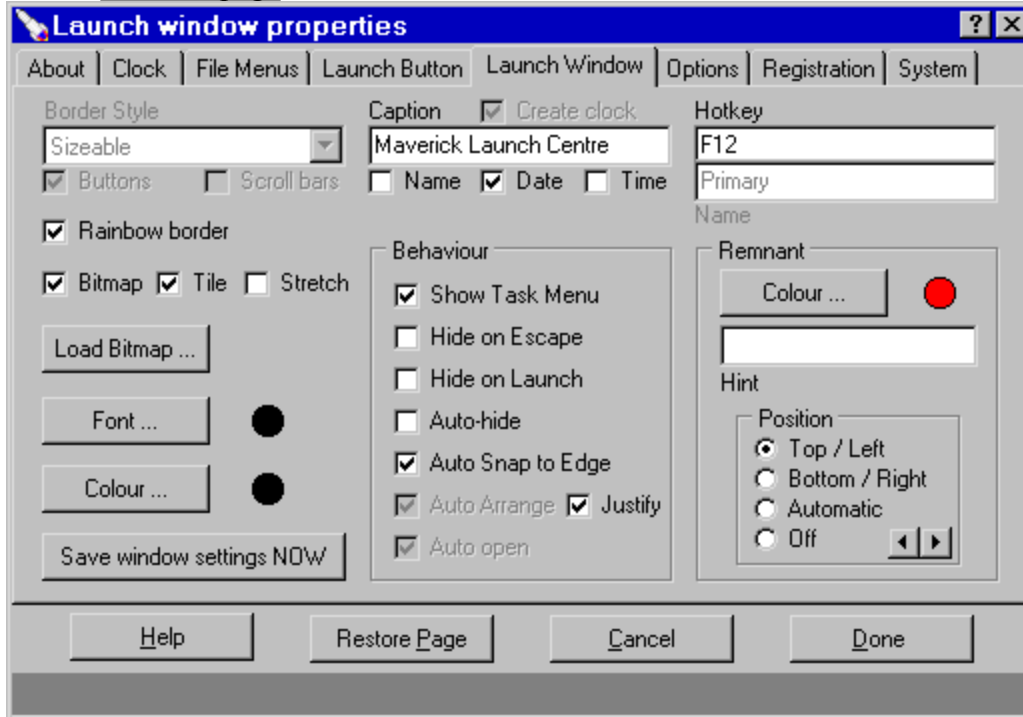 Launch window properties
About Clock File Menus Launch Button Launch Window Options Registration System
Border Style
Sizeable
Buttons Scroll bars
Rainbow border
Bitmap Tile Stretch
Load Bitmap ...
Font ...
Colour ...
Save window settings NOW
Caption Create clock
Maverick Launch Centre
Name Date Time
Behaviour
Show Task Menu
Hide on Escape
Hide on Launch
Auto-hide
Auto Snap to Edge
Auto Arrange Justify
Auto open
Hotkey
F12
Primary
Name
Remnant
Colour ...
Hint
Position
Top / Left
Bottom / Right
Automatic
Off
Help Restore Page Cancel Done